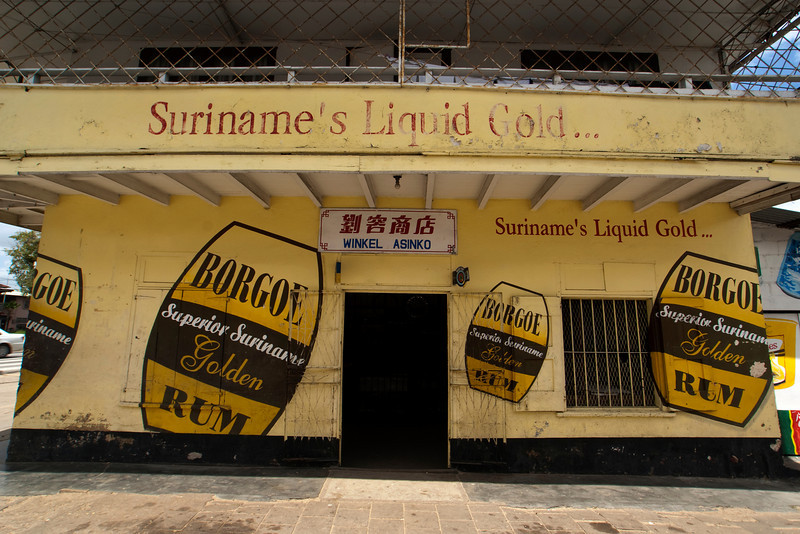 Suriname's Liquid Gold...
劉容商店
WINKEL ASINKO
Suriname's Liquid Gold...
BORGOE
Superior Suriname
Golden
RUM
BORGOE
Superior Suriname
Golden
RUM
BORGOE
Superior Suriname
Golden
RUM
GOE
Suriname